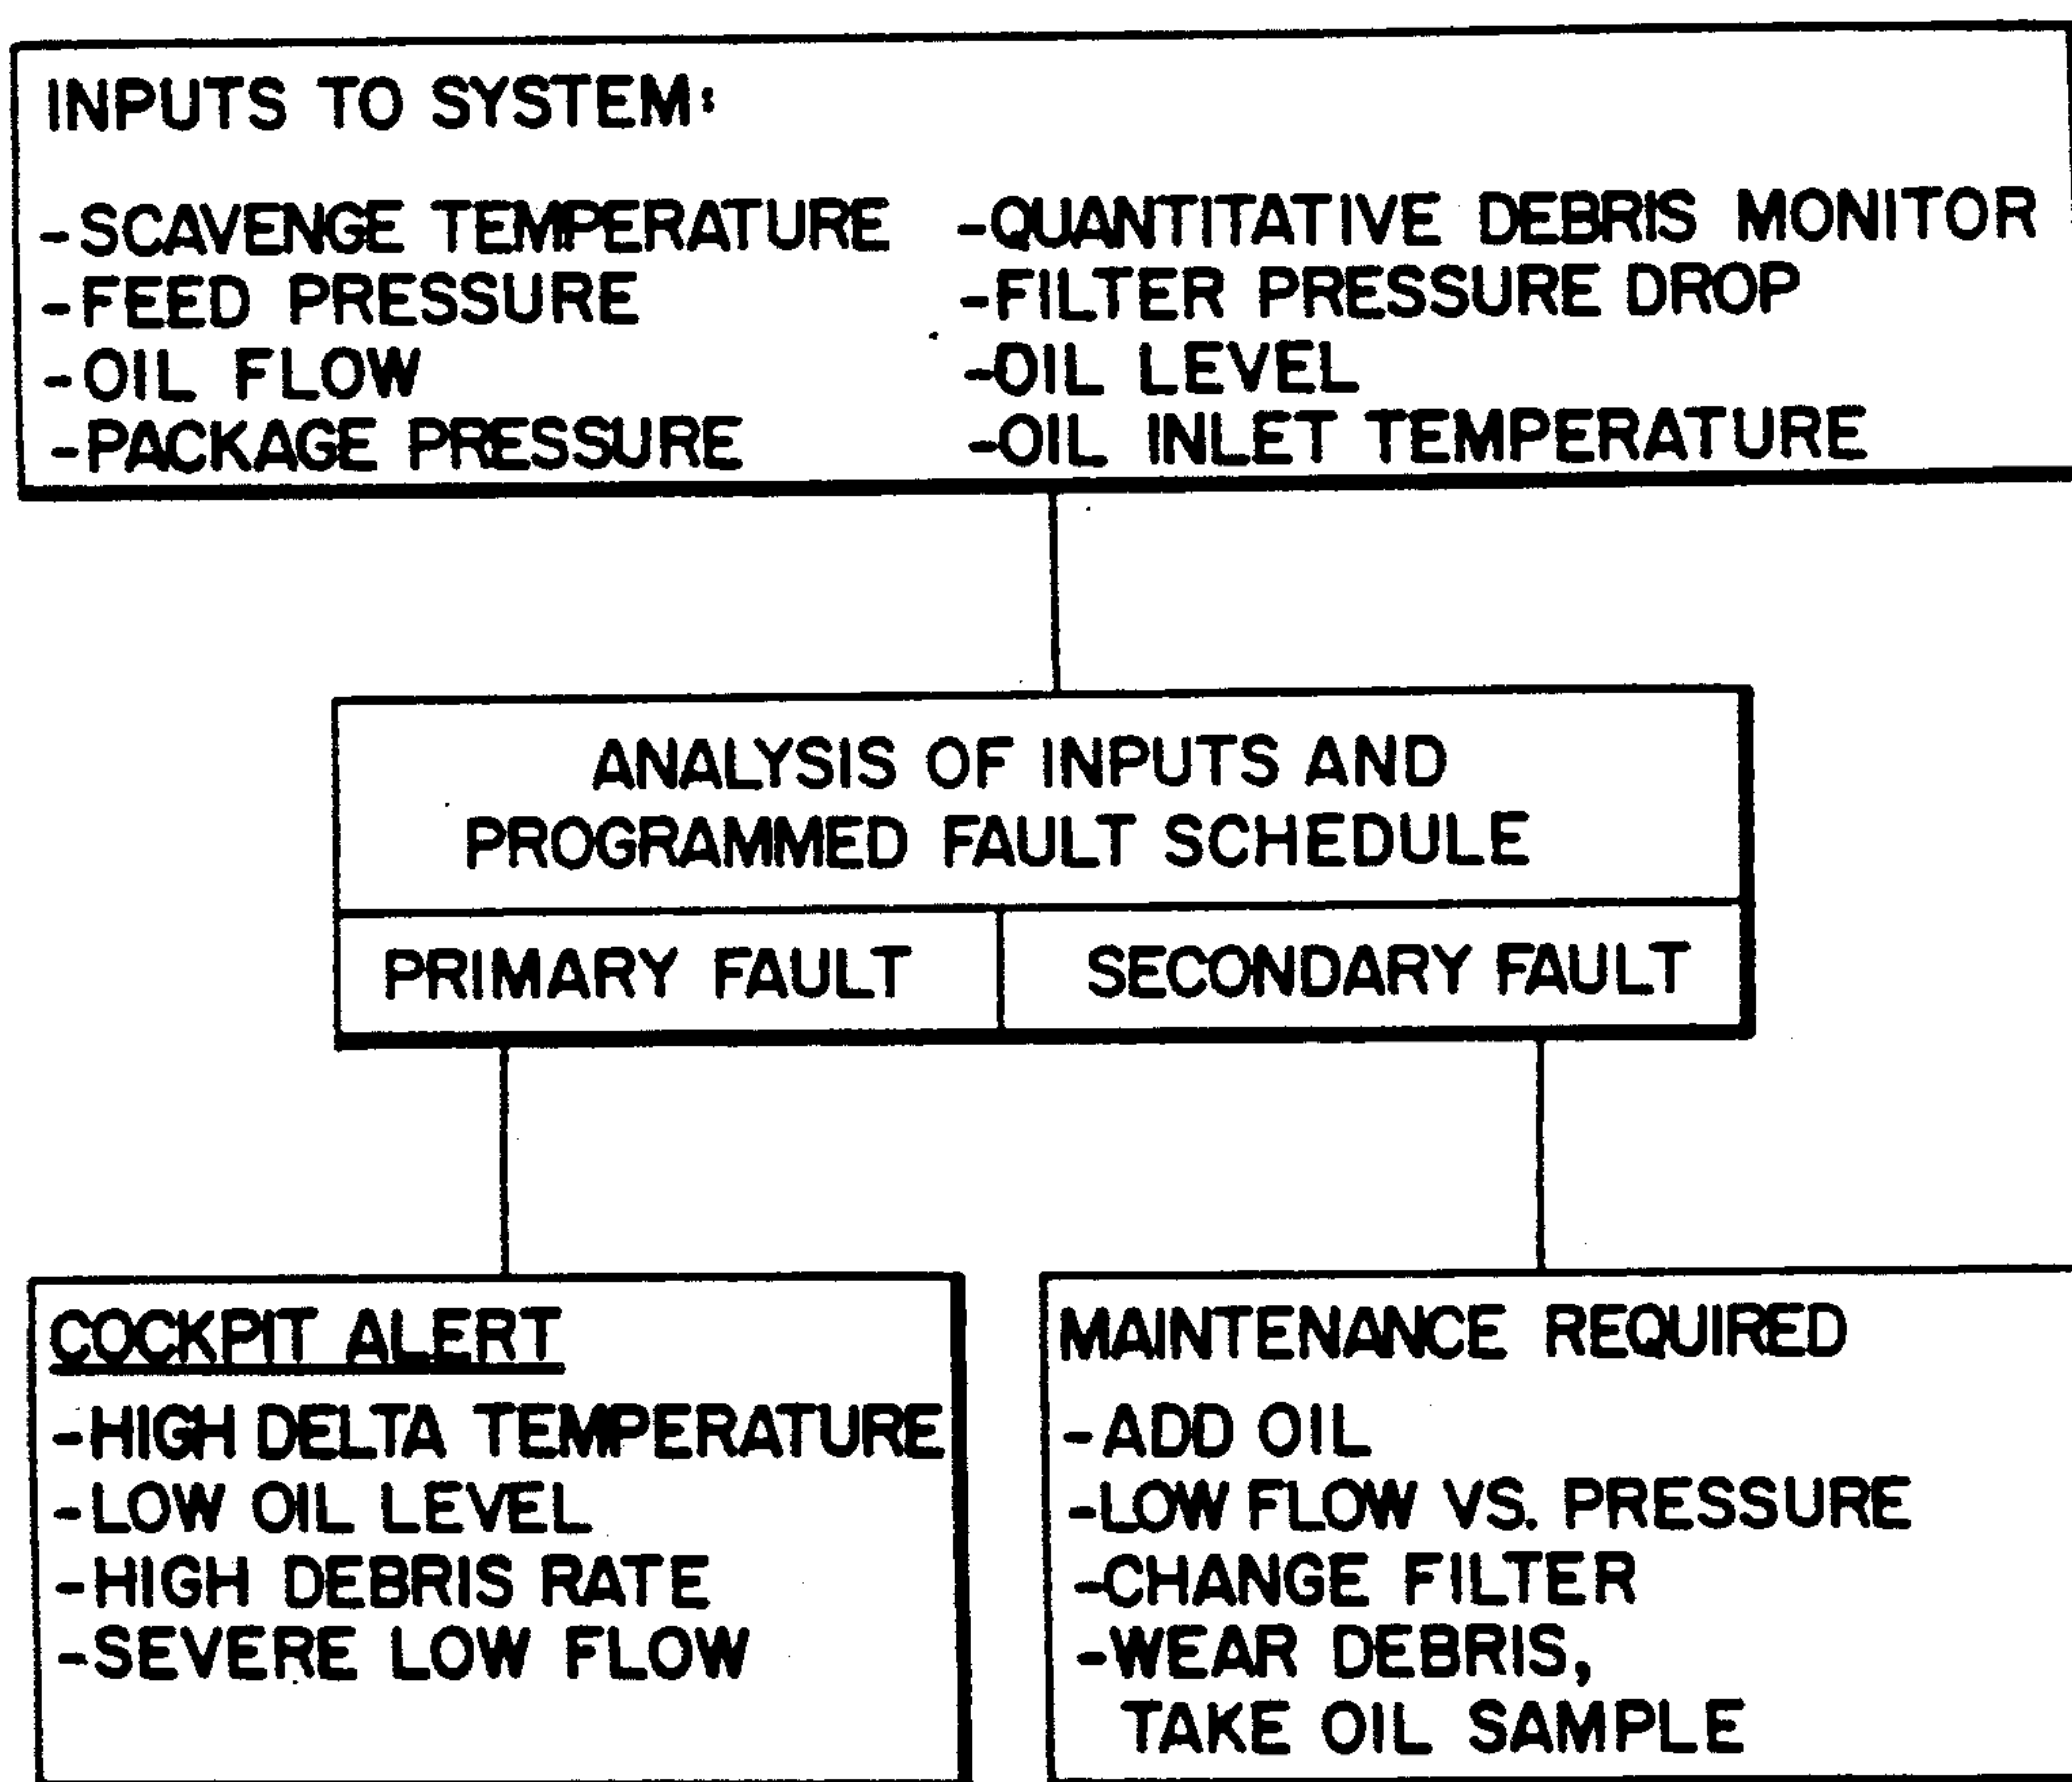 INPUTS TO SYSTEM:
-SCAVENGE TEMPERATURE
-FEED PRESSURE
-OIL FLOW
-PACKAGE PRESSURE
-QUANTITATIVE DEBRIS MONITOR
-FILTER PRESSURE DROP
-OIL LEVEL
-OIL INLET TEMPERATURE
ANALYSIS OF INPUTS AND
PROGRAMMED FAULT SCHEDULE
PRIMARY FAULT
SECONDARY FAULT
COCKPIT ALERT
-HIGH DELTA TEMPERATURE
-LOW OIL LEVEL
-HIGH DEBRIS RATE
-SEVERE LOW FLOW
MAINTENANCE REQUIRED
-ADD OIL
-LOW FLOW VS. PRESSURE
-CHANGE FILTER
-WEAR DEBRIS,
TAKE OIL SAMPLE